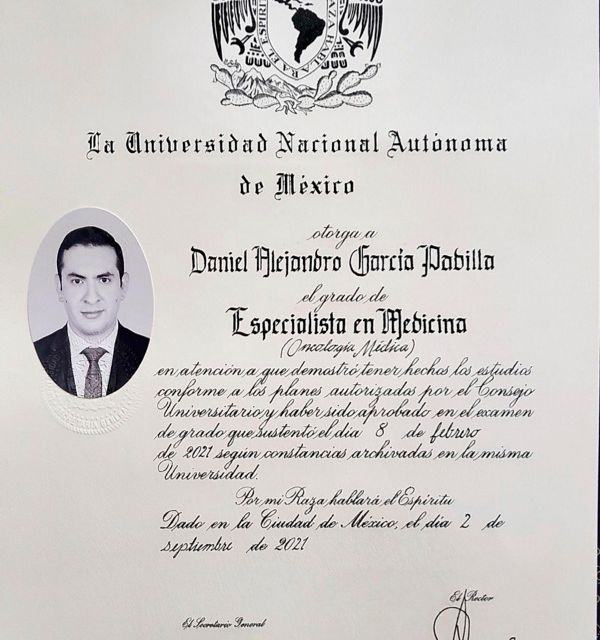 RAZA HABLARA EL ESPIRI
La Universidad Nacional Autónoma
de México
otorga a
Daniel Alejandro García Padilla
el grado de
Especialista en Medicina
(Oncología Médica)
en atención a que demostró tener hechos los estudios
conforme a los planes autorizados por el Consejo
Universitario y haber sido aprobado en el examen
de grado que sustentó el día 8 de febrero
de 2021 según constancias archivadas en la misma
Universidad.
Por mi Raza hablará el Espíritu
Dado en la Ciudad de México, el día 2 de
septiembre de 2021
El Rector
El Secretario General